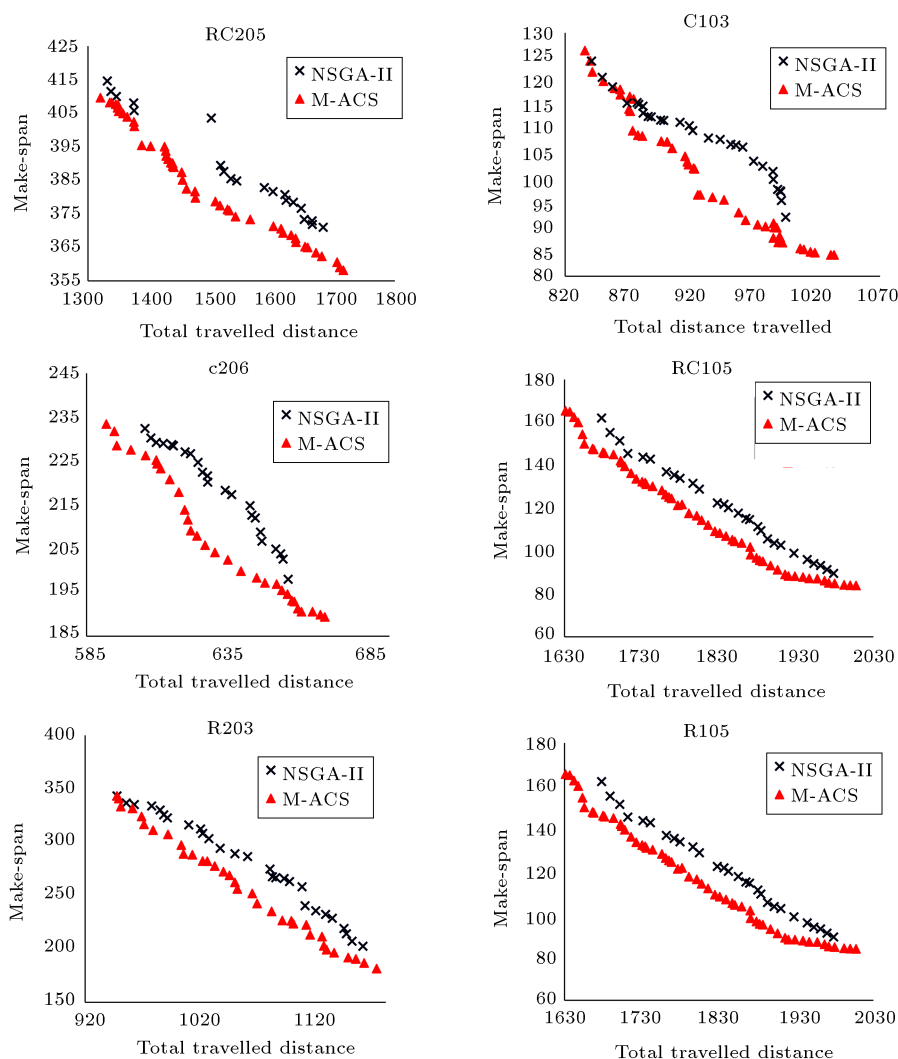 RC205
425
415
405
395
385
375
365
355
Make-span
NSGA-II
M-ACS
1300 1400 1500 1600 1700 1800
Total travelled distance
C103
130
125
120
115
110
105
100
95
90
85
80
Make-span
NSGA-II
M-ACS
820 870 920 970 1020 1070
Total distance travelled
c206
245
235
225
215
205
195
185
Make-span
NSGA-II
M-ACS
585 635 685
Total travelled distance
RC105
180
160
140
120
100
80
60
Make-span
NSGA-II
M-ACS
1630 1730 1830 1930 2030
Total travelled distance
R203
400
350
300
250
200
150
Make-span
NSGA-II
M-ACS
920 1020 1120
Total travelled distance
R105
180
160
140
120
100
80
60
Make-span
NSGA-II
M-ACS
1630 1730 1830 1930 2030
Total travelled distance